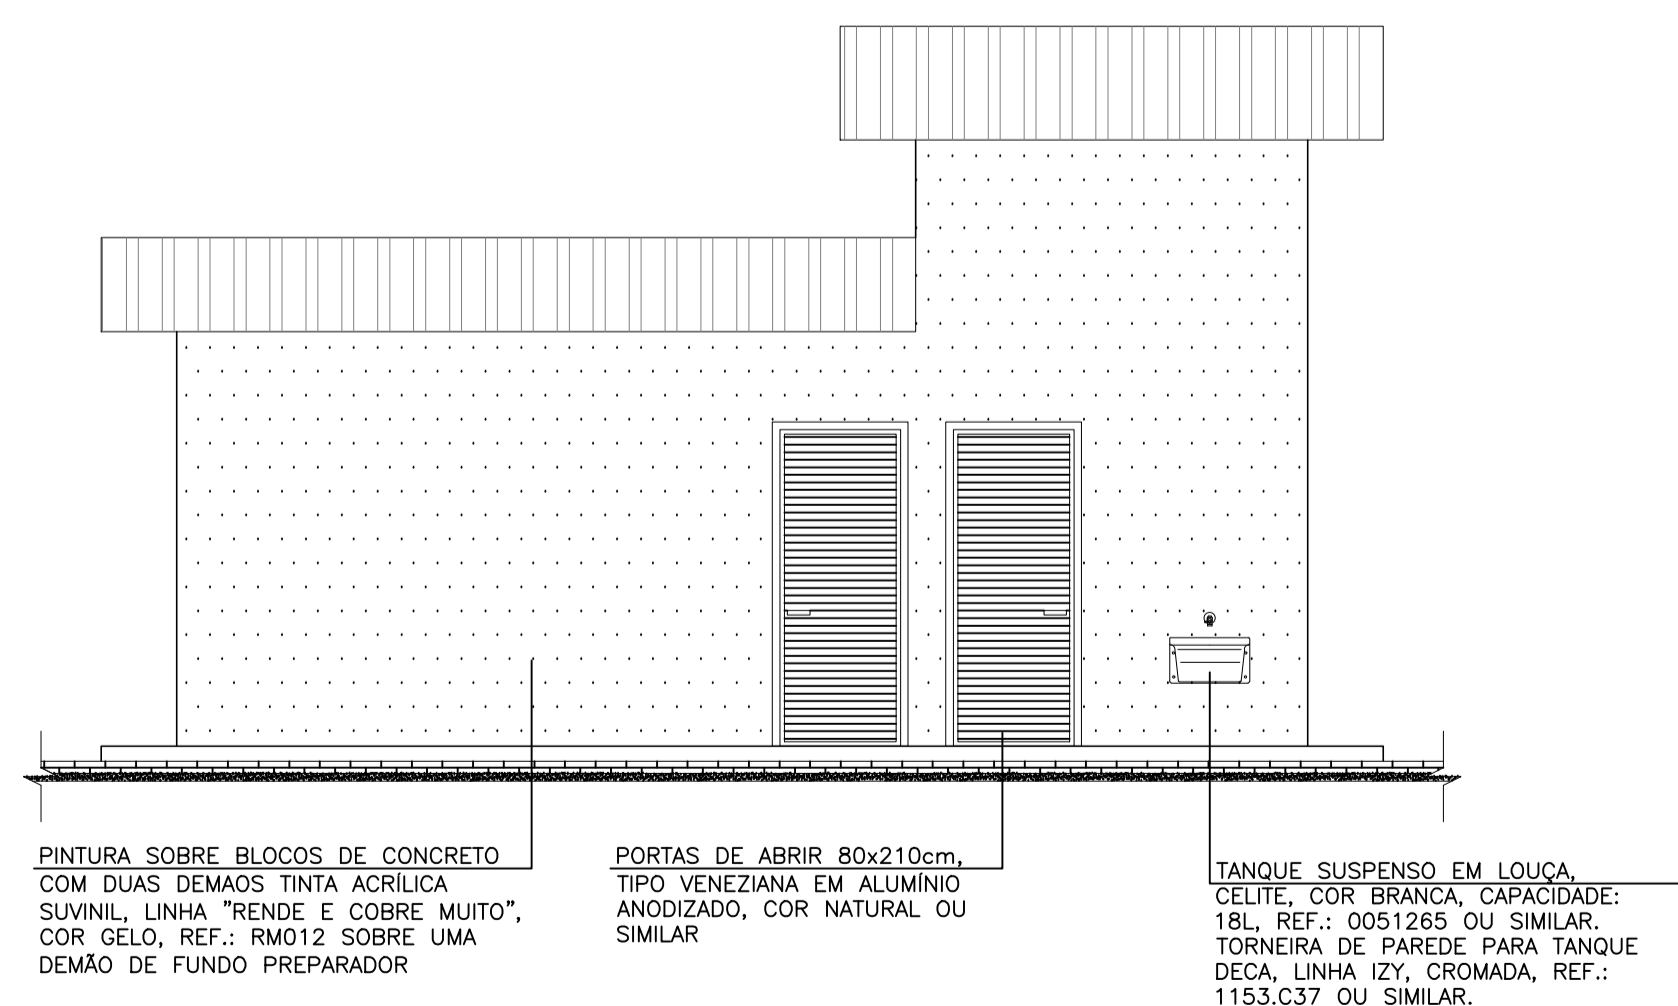 PINTURA SOBRE BLOCOS DE CONCRETO
COM DUAS DEMAOS TINTA ACRÍLICA
SUVINIL, LINHA "RENDE E COBRE MUITO",
COR GELO, REF.: RM012 SOBRE UMA
DEMÃO DE FUNDO PREPARADOR
PORTAS DE ABRIR 80x210cm,
TIPO VENEZIANA EM ALUMÍNIO
ANODIZADO, COR NATURAL OU
SIMILAR
TANQUE SUSPENSO EM LOUÇA,
CELITE, COR BRANCA, CAPACIDADE:
18L, REF.: 0051265 OU SIMILAR.
TORNEIRA DE PAREDE PARA TANQUE
DECA, LINHA IZY, CROMADA, REF.:
1153.C37 OU SIMILAR.